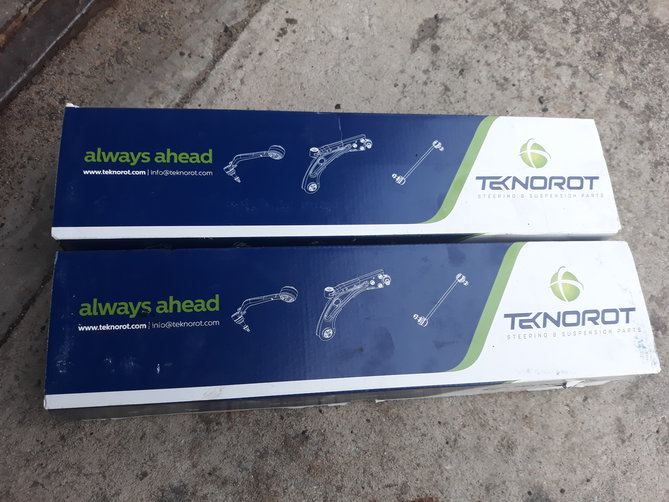 always ahead
www.teknorot.com | info@teknorot.com
TEKNOROT
STEERING & SUSPENSION PARTS
always ahead
www.teknorot.com | info@teknorot.com
TEKNOROT
STEERING & SUSPENSION PARTS